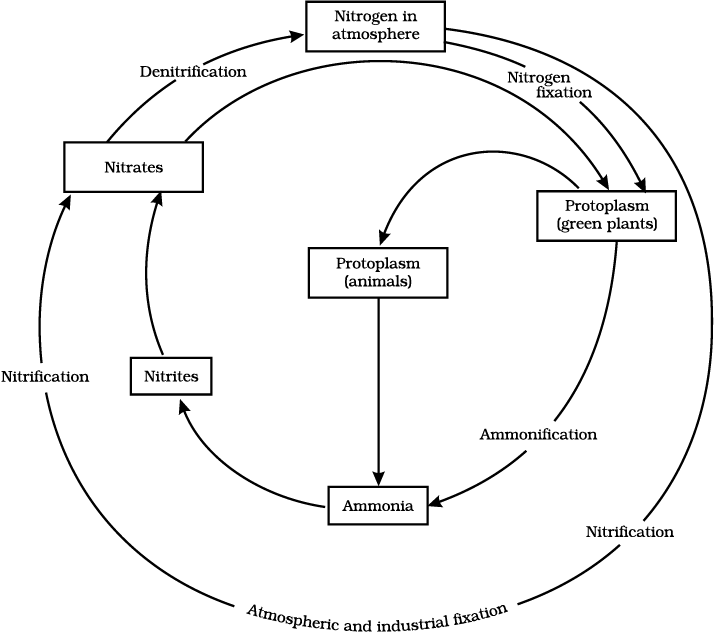 Nitrogen in
atmosphere
Denitrification
Nitrogen
fixation
Nitrates
Protoplasm
(green plants)
Protoplasm
(animals)
Nitrification
Nitrites
Ammonification
Ammonia
Nitrification
Atmospheric and industrial fixation